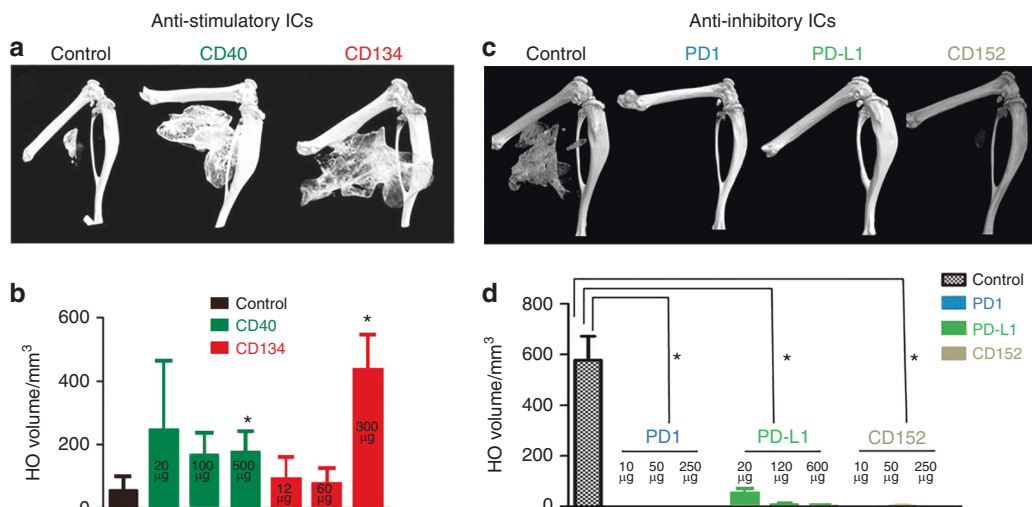 Anti-stimulatory ICs
a
Control CD40 CD134
b
HO volume/mm³
600
400
200
0
Control
CD40
CD134
20 µg
100 µg
500 µg
12 µg
60 µg
300 µg
*
*
Anti-inhibitory ICs
c
Control PD1 PD-L1 CD152
d
HO volume/mm³
800
600
400
200
0
Control
PD1
PD-L1
CD152
* * *
PD1 PD-L1 CD152
10 50 250 20 120 600 10 50 250
µg µg µg µg µg µg µg µg µg